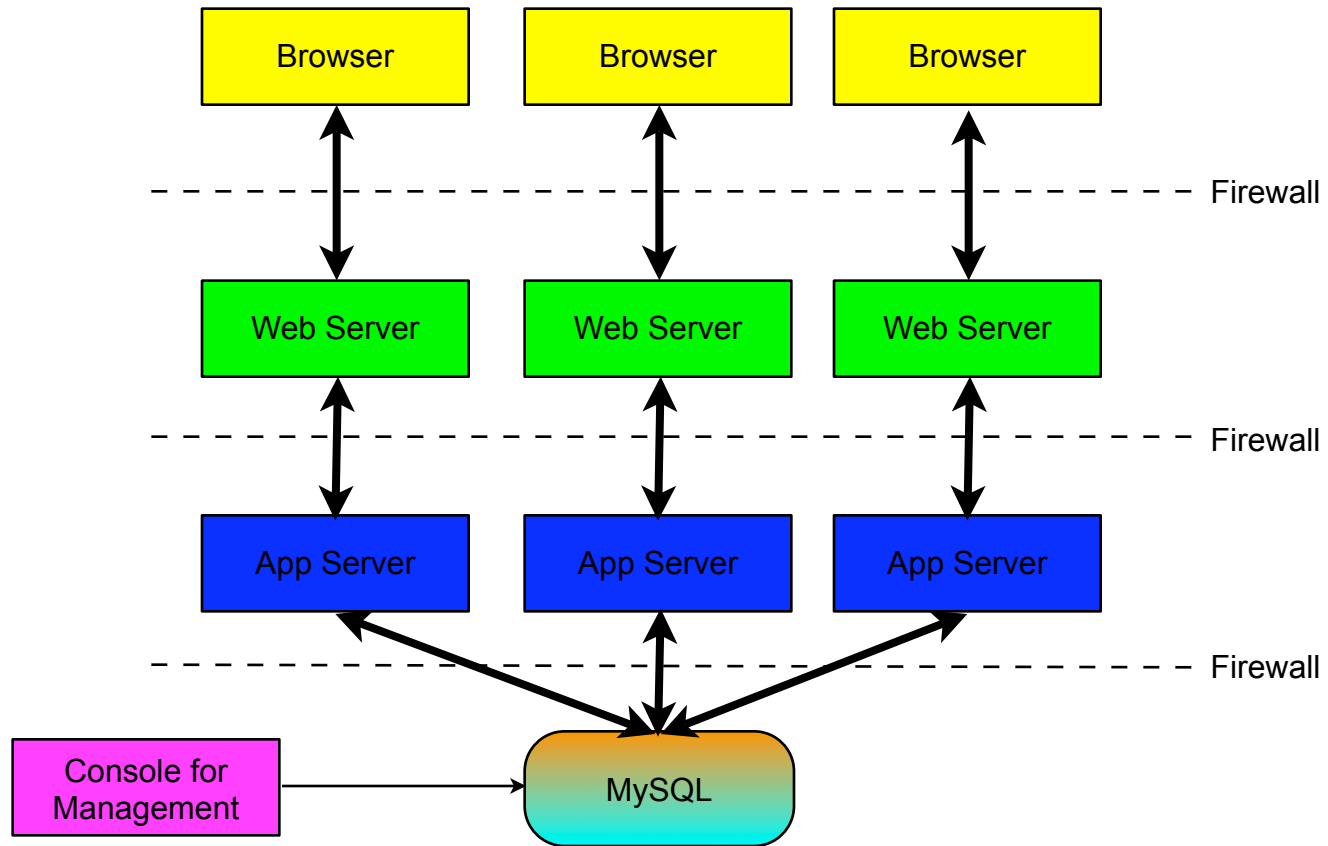 Browser
Browser
Browser
Firewall
Web Server
Web Server
Web Server
Firewall
App Server
App Server
App Server
Firewall
Console for
Management
MySQL